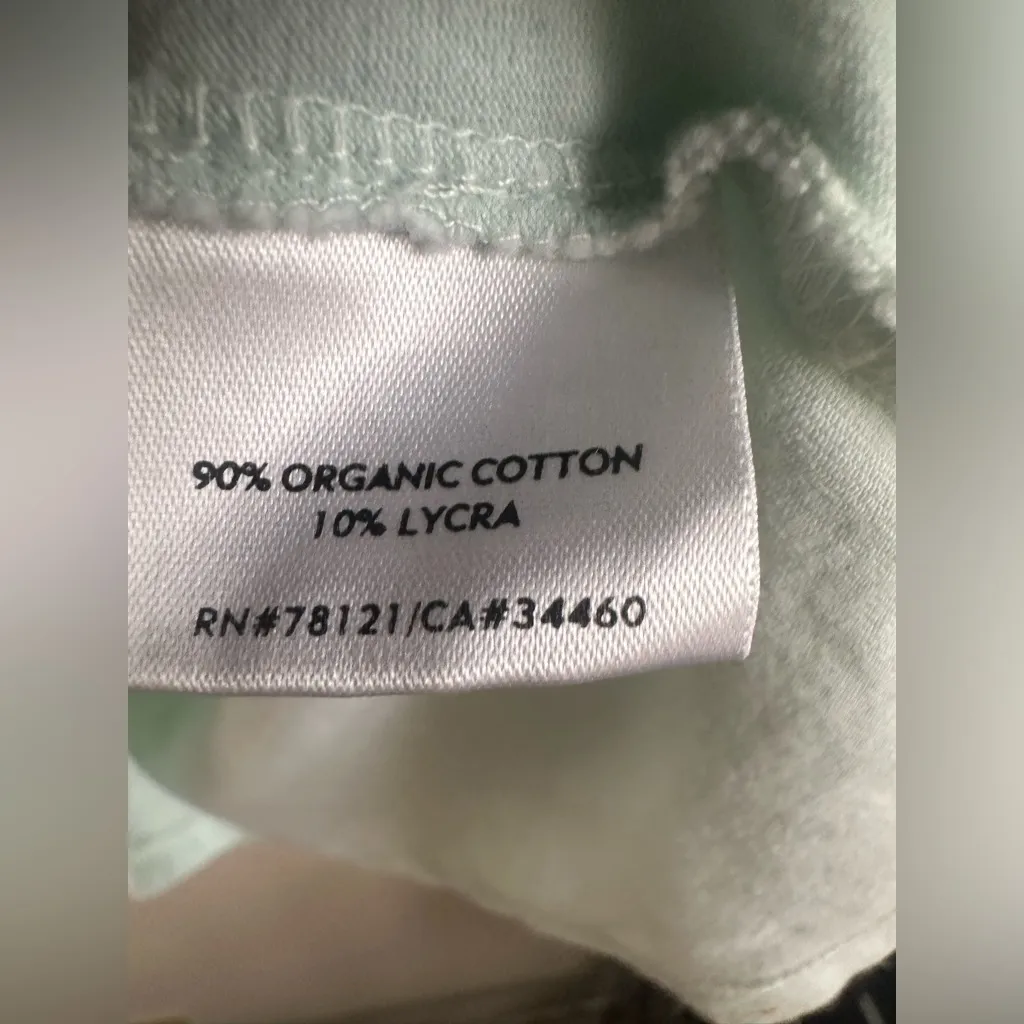 90% ORGANIC COTTON
10% LYCRA
RN#78121/CA#34460